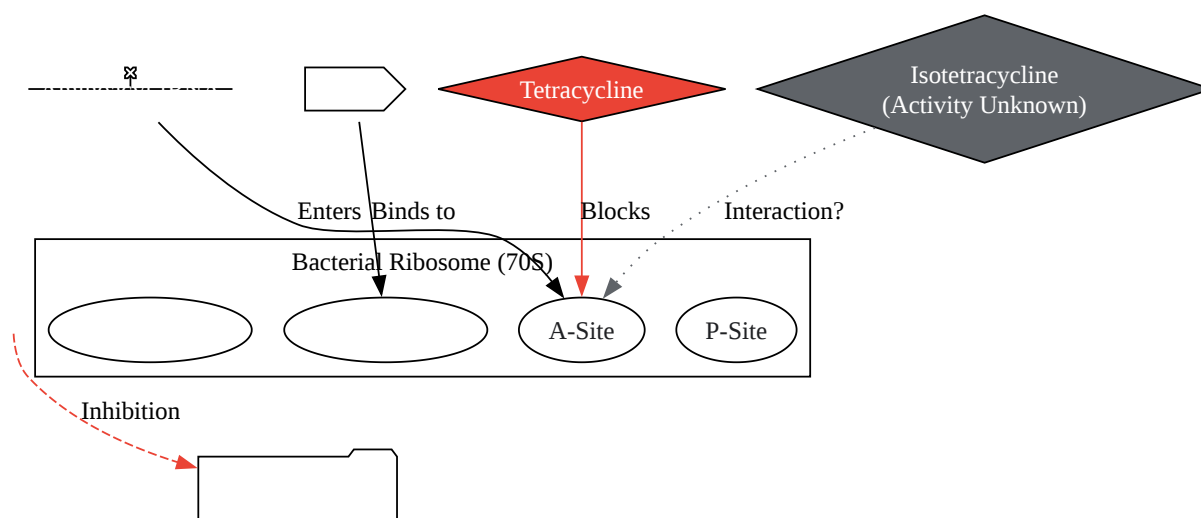 Tetracycline
Isotetracycline
(Activity Unknown)
Enters
Binds to
Blocks
Interaction?
Bacterial Ribosome (70S)
A-Site
P-Site
Inhibition